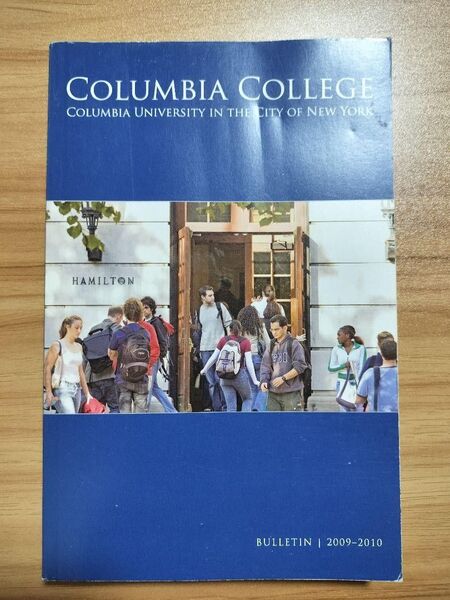 COLUMBIA COLLEGE
COLUMBIA UNIVERSITY IN THE CITY OF NEW YORK
HAMILTON
BULLETIN | 2009–2010